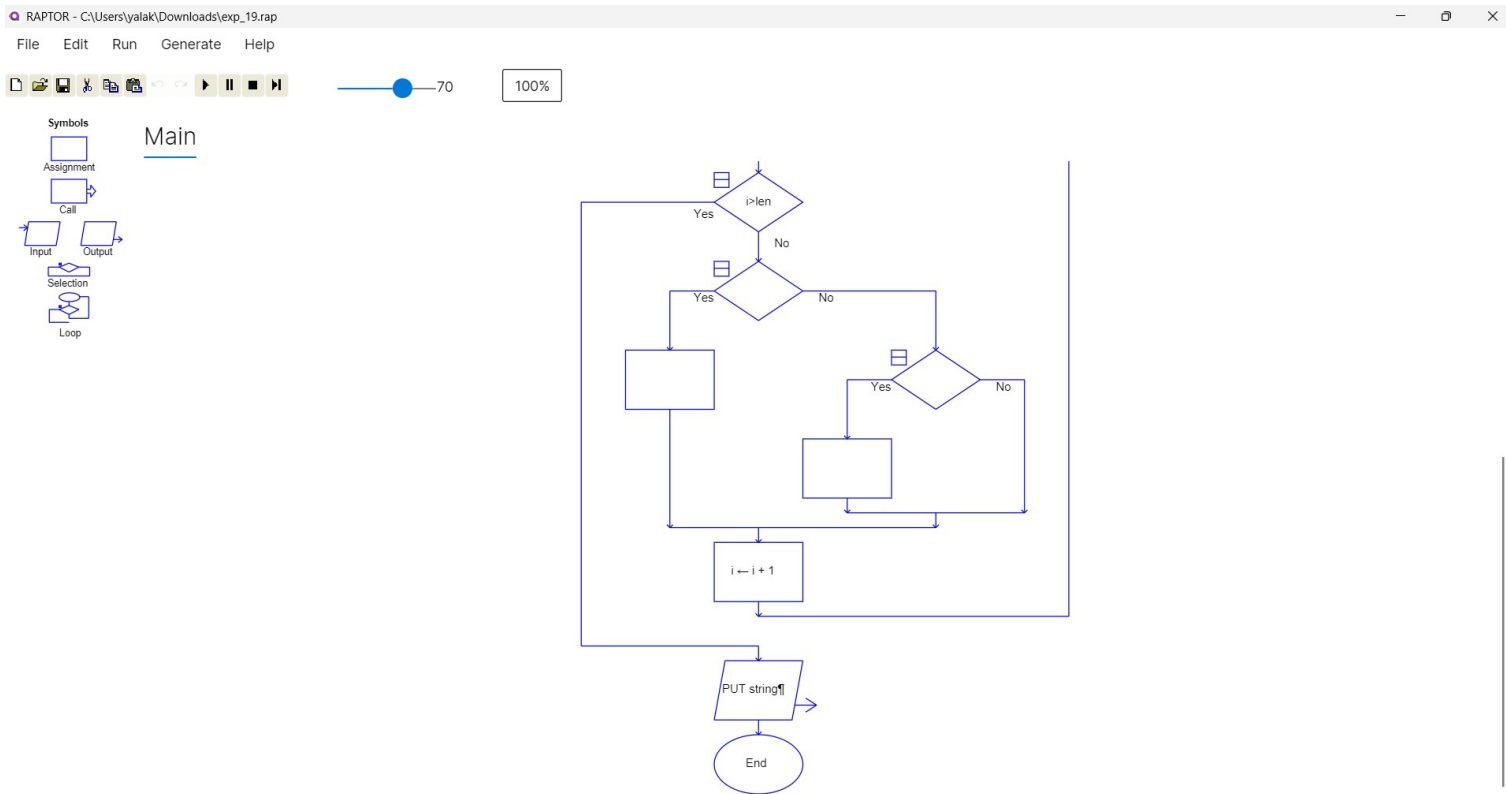 RAPTOR - C:\Users\yalak\Downloads\exp_19.rap
File Edit Run Generate Help
70 100%
Symbols
Assignment
Call
Input Output
Selection
Loop
Main
i>len
Yes
No
Yes No
Yes No
i ← i + 1
PUT string¶
End